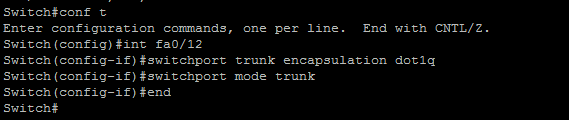 Switch#conf t
Enter configuration commands, one per line.  End with CNTL/Z.
Switch(config)#int fa0/12
Switch(config-if)#switchport trunk encapsulation dot1q
Switch(config-if)#switchport mode trunk
Switch(config-if)#end
Switch#